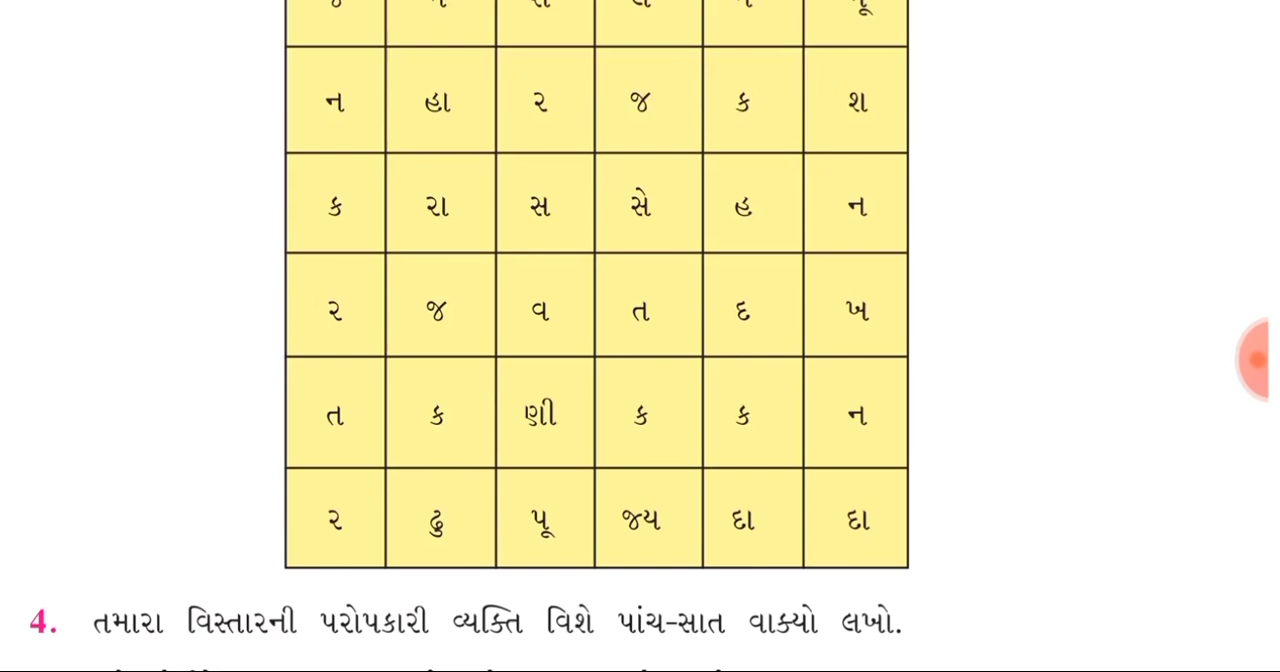 ન હા ર જ ક શ
ક રા સ સે હ ન
ર જ વ ત દ ખ
ત ક ણી ક ક ન
ર ઢુ પૂ જ્ય દા દા
4. તમારા વિસ્તારની પરોપકારી વ્યક્તિ વિશે પાંચ-સાત વાક્યો લખો.